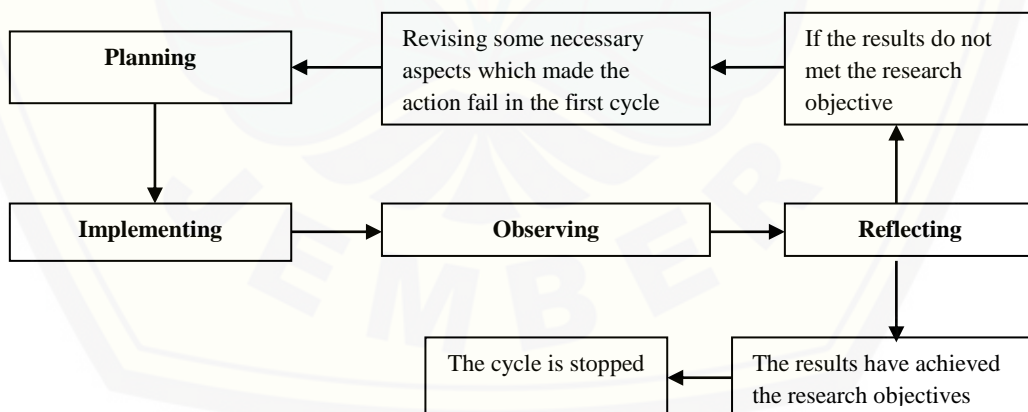 Planning
Revising some necessary
aspects which made the
action fail in the first cycle
If the results do not
met the research
objective
Implementing
Observing
Reflecting
The cycle is stopped
The results have achieved
the research objectives
JEMBER